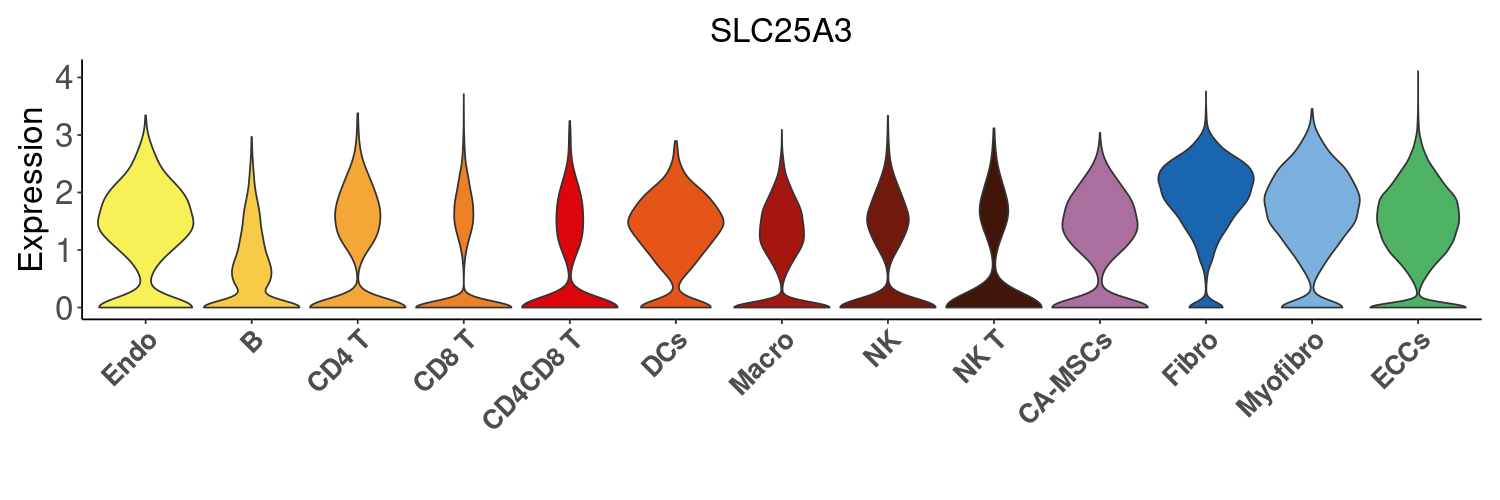 SLC25A3
Expression
4
3
2
1
0
Endo
B
CD4 T
CD8 T
CD4CD8 T
DCs
Macro
NK
NK T
CA-MSCs
Fibro
Myofibro
ECCs